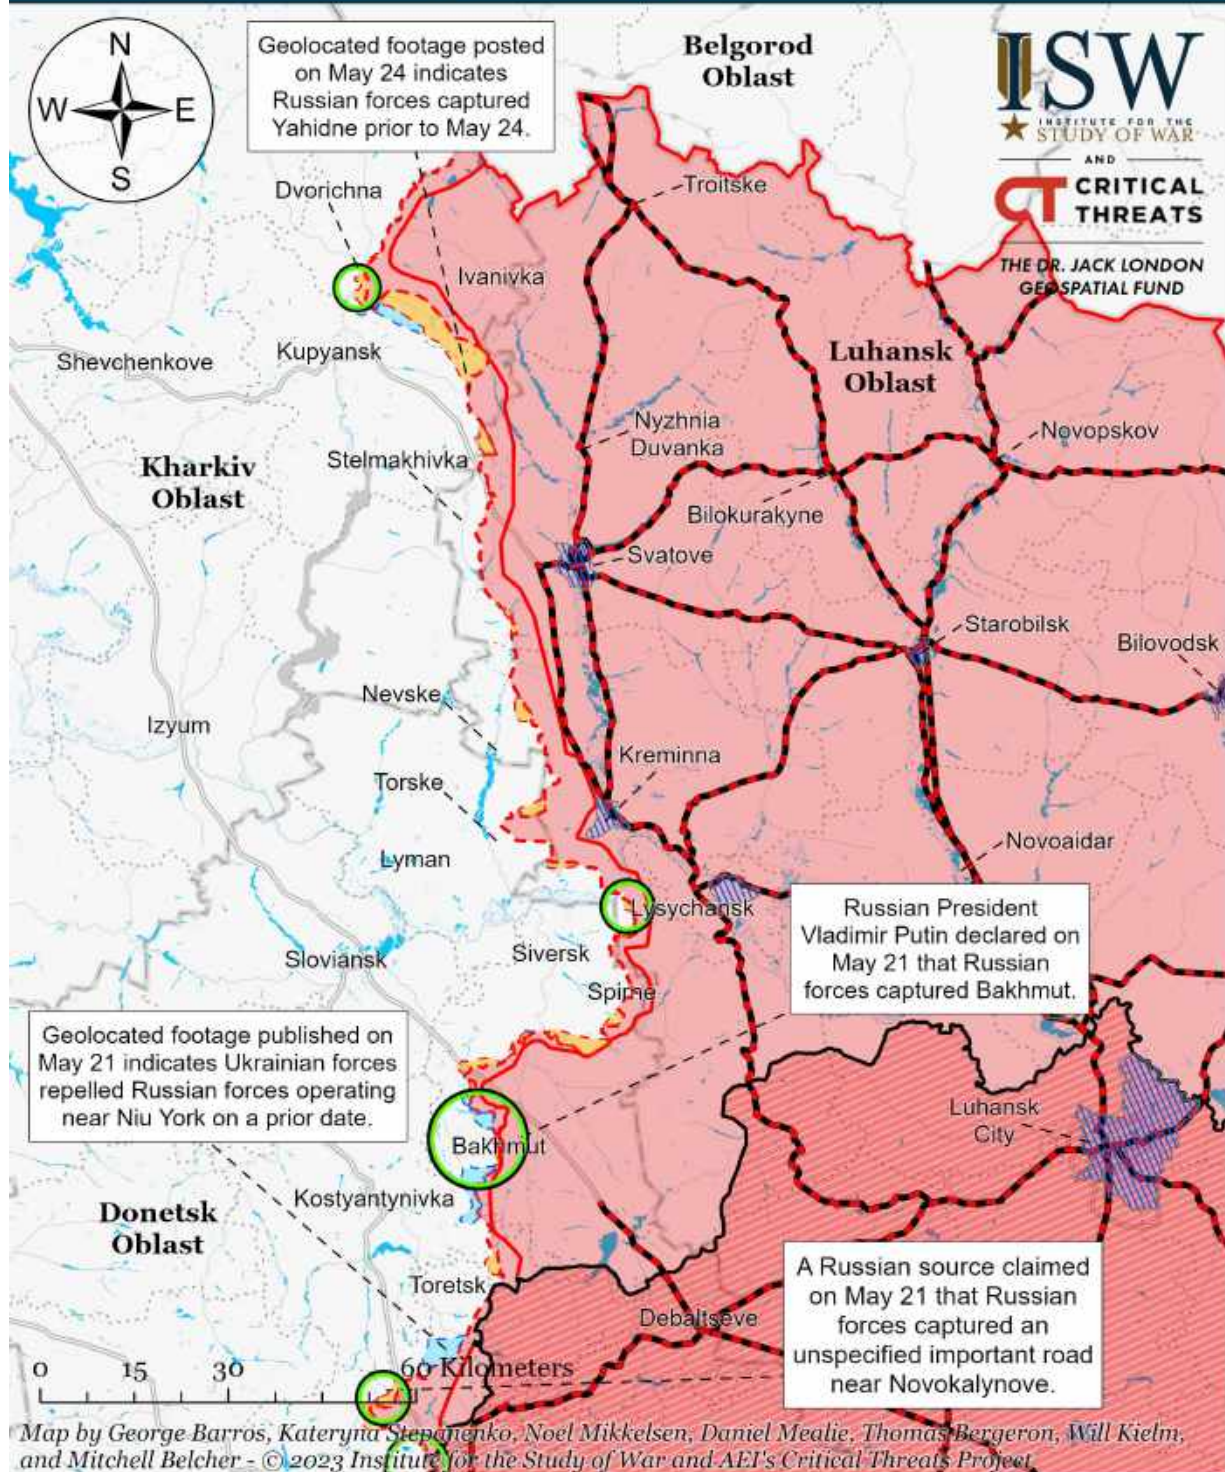 N
W
E
S
Geolocated footage posted
on May 24 indicates
Russian forces captured
Yahidne prior to May 24.
Belgorod
Oblast
ISW
INSTITUTE FOR THE
STUDY OF WAR
AND
CT
CRITICAL
THREATS
THE DR. JACK LONDON
GEOSPATIAL FUND
Dvorichna
Troitske
Ivanivka
Shevchenkove
Kupyansk
Luhansk
Oblast
Nyzhnia
Duvanka
Novopskov
Kharkiv
Oblast
Stelmakhivka
Bilokurakyne
Svatove
Starobilsk
Bilovodsk
Nevske
Izyum
Kreminna
Torske
Novoaidar
Lyman
Lysychansk
Russian President
Vladimir Putin declared on
May 21 that Russian
forces captured Bakhmut.
Siversk
Sloviansk
Spirne
Geolocated footage published on
May 21 indicates Ukrainian forces
repelled Russian forces operating
near Niu York on a prior date.
Luhansk
City
Bakhmut
Kostyantynivka
Donetsk
Oblast
Toretsk
Debaltseve
A Russian source claimed
on May 21 that Russian
forces captured an
unspecified important road
near Novokalynove.
0 15 30 60 Kilometers
Map by George Barros, Kateryna Stepanenko, Noel Mikkelsen, Daniel Mealie, Thomas Bergeron, Will Kielm,
and Mitchell Belcher - © 2023 Institute for the Study of War and AEI's Critical Threats Project